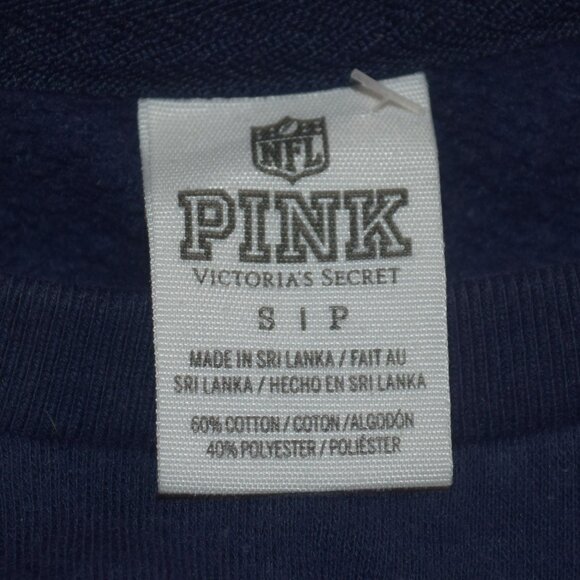 NFL
PINK
VICTORIA'S SECRET
S | P
MADE IN SRI LANKA / FAIT AU
SRI LANKA / HECHO EN SRI LANKA
60% COTTON / COTON / ALGODÓN
40% POLYESTER / POLIÉSTER